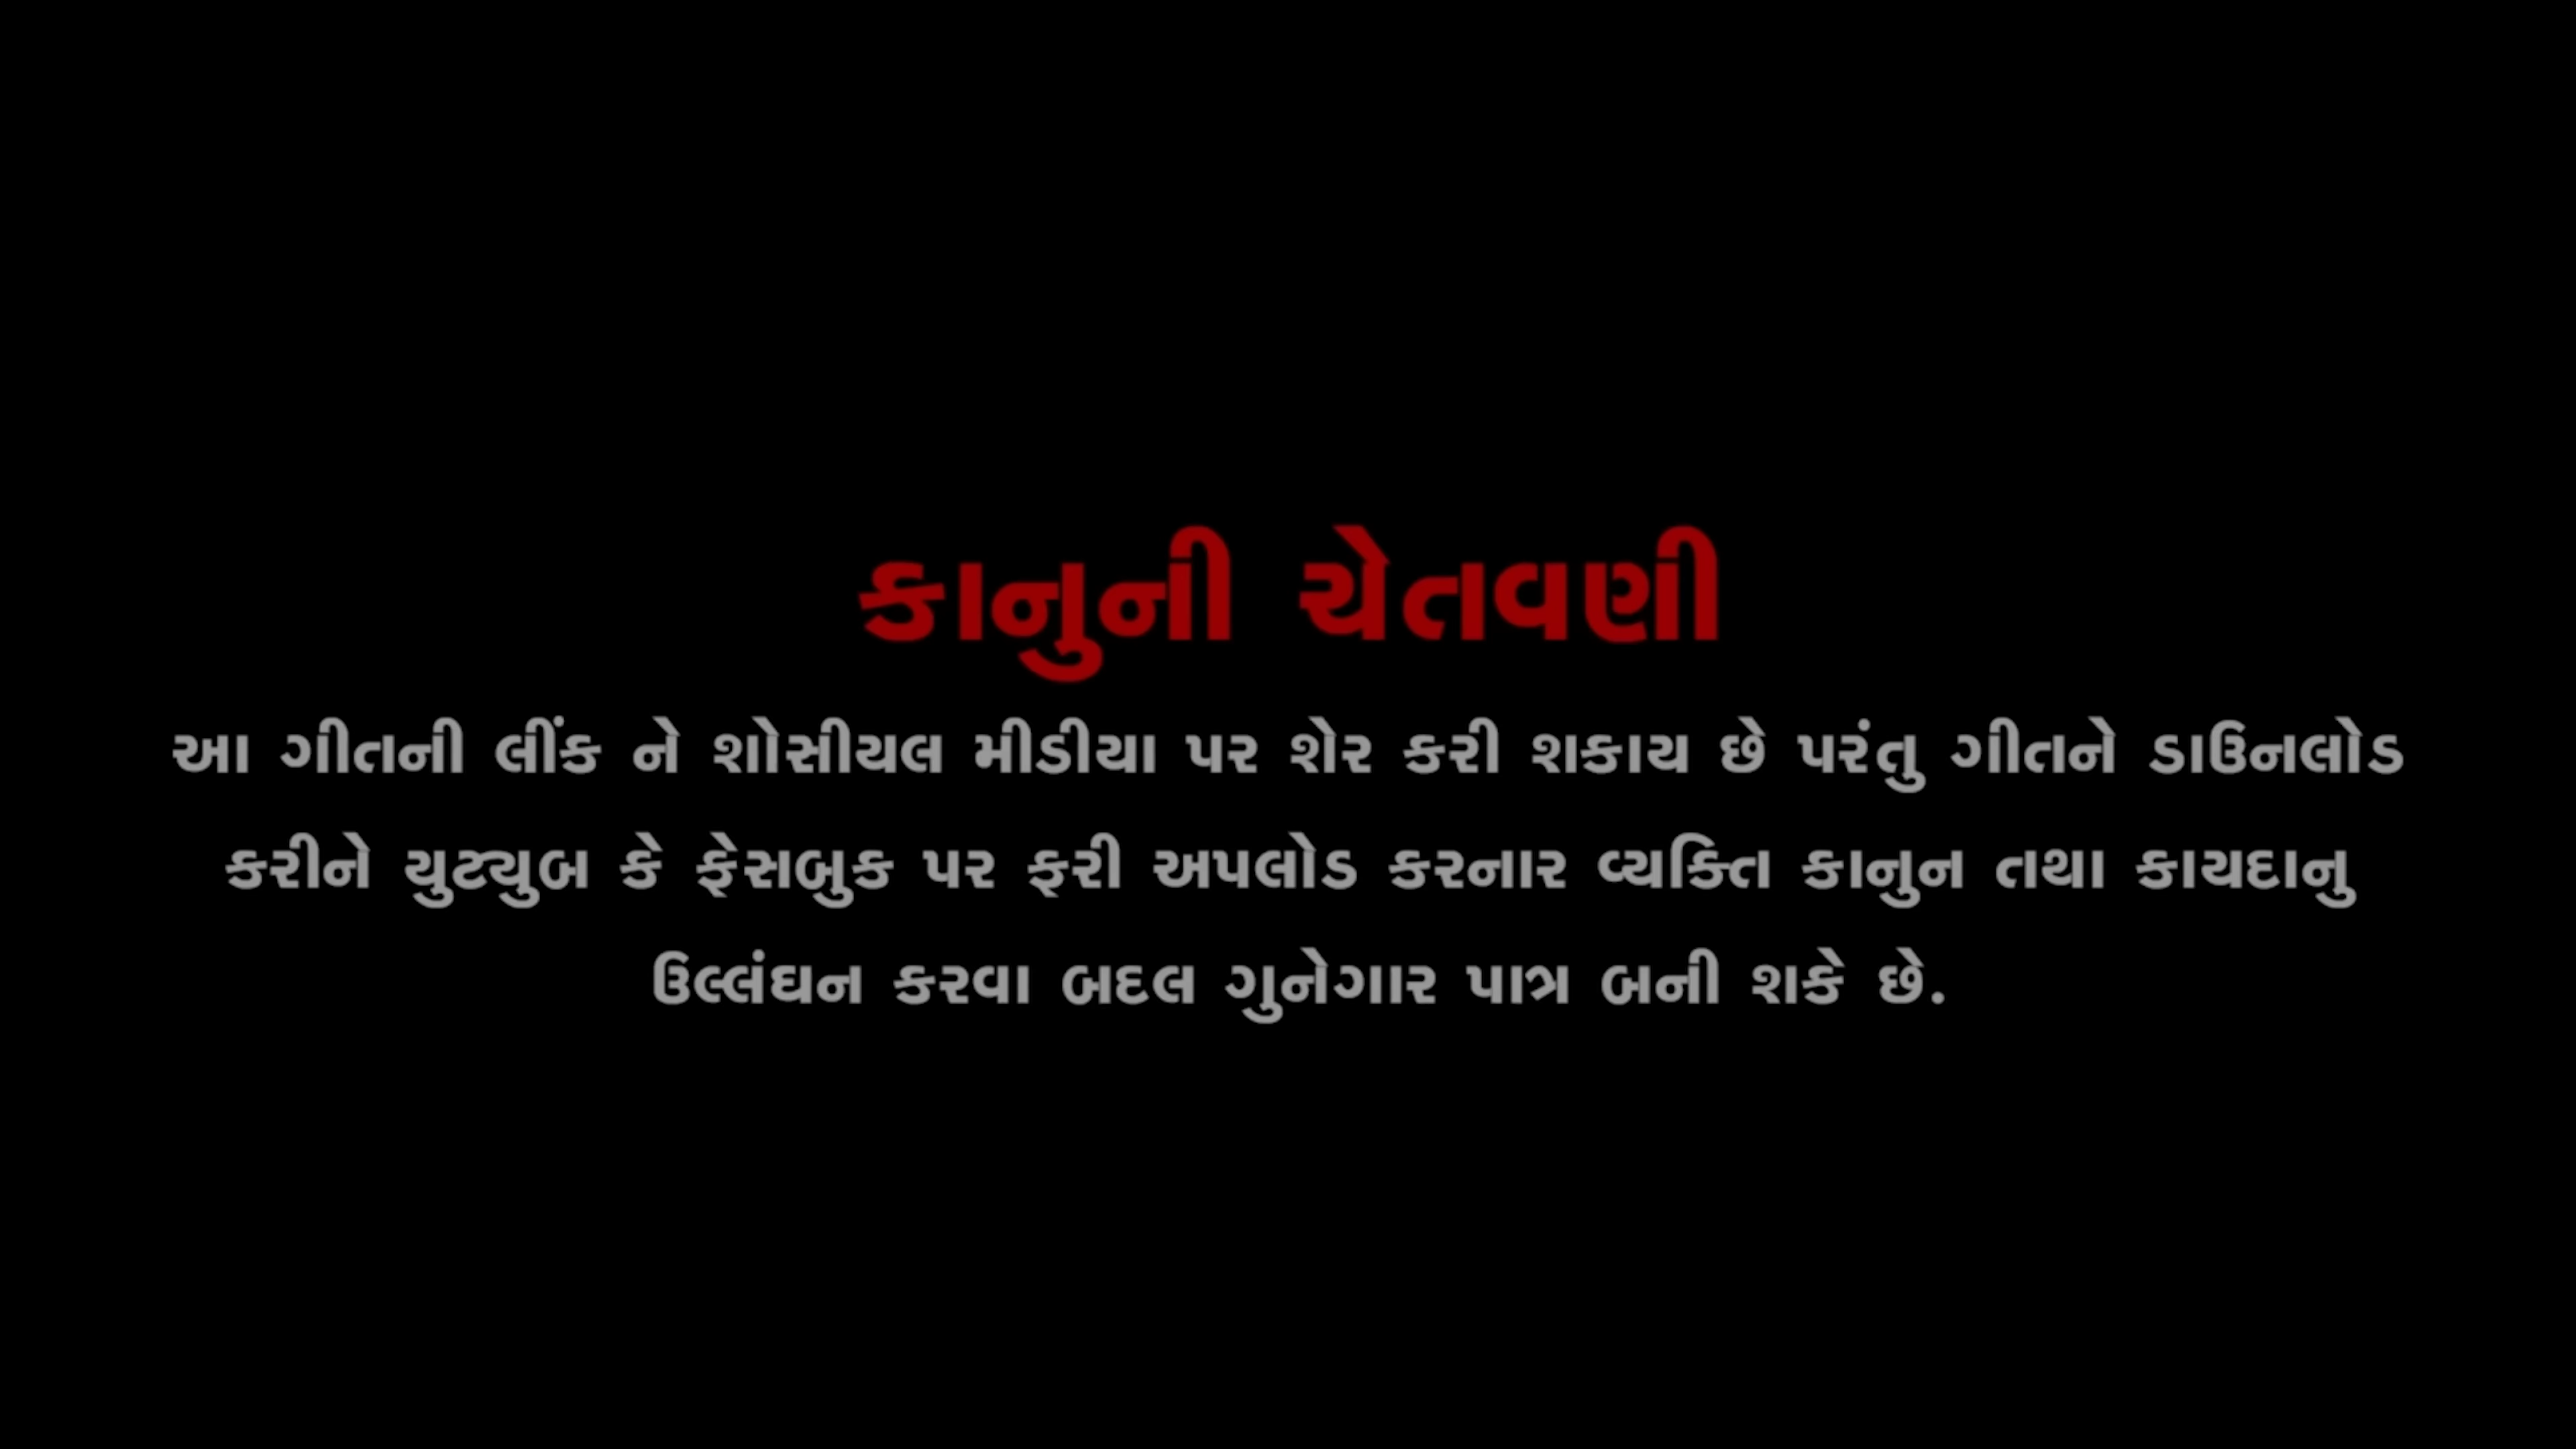 કાનુની ચેતવણી
આ ગીતની લીંક ને શોસીયલ મીડીયા પર શેર કરી શકાય છે પરંતુ ગીતને ડાઉનલોડ
કરીને યુટ્યુબ કે ફેસબુક પર ફરી અપલોડ કરનાર વ્યક્તિ કાનુન તથા કાયદાનુ
ઉલ્લંઘન કરવા બદલ ગુનેગાર પાત્ર બની શકે છે.